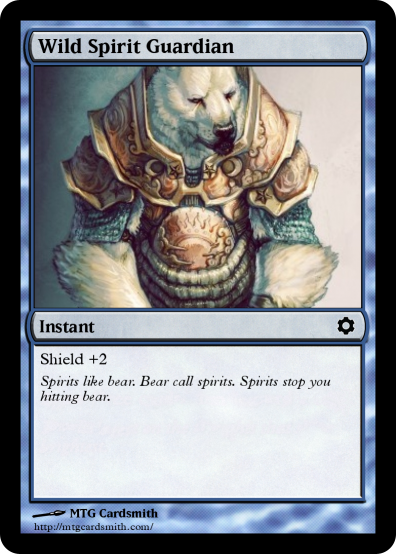 Wild Spirit Guardian
Instant
Shield +2
Spirits like bear. Bear call spirits. Spirits stop you
hitting bear.
MTG Cardsmith
http://mtgcardsmith.com/